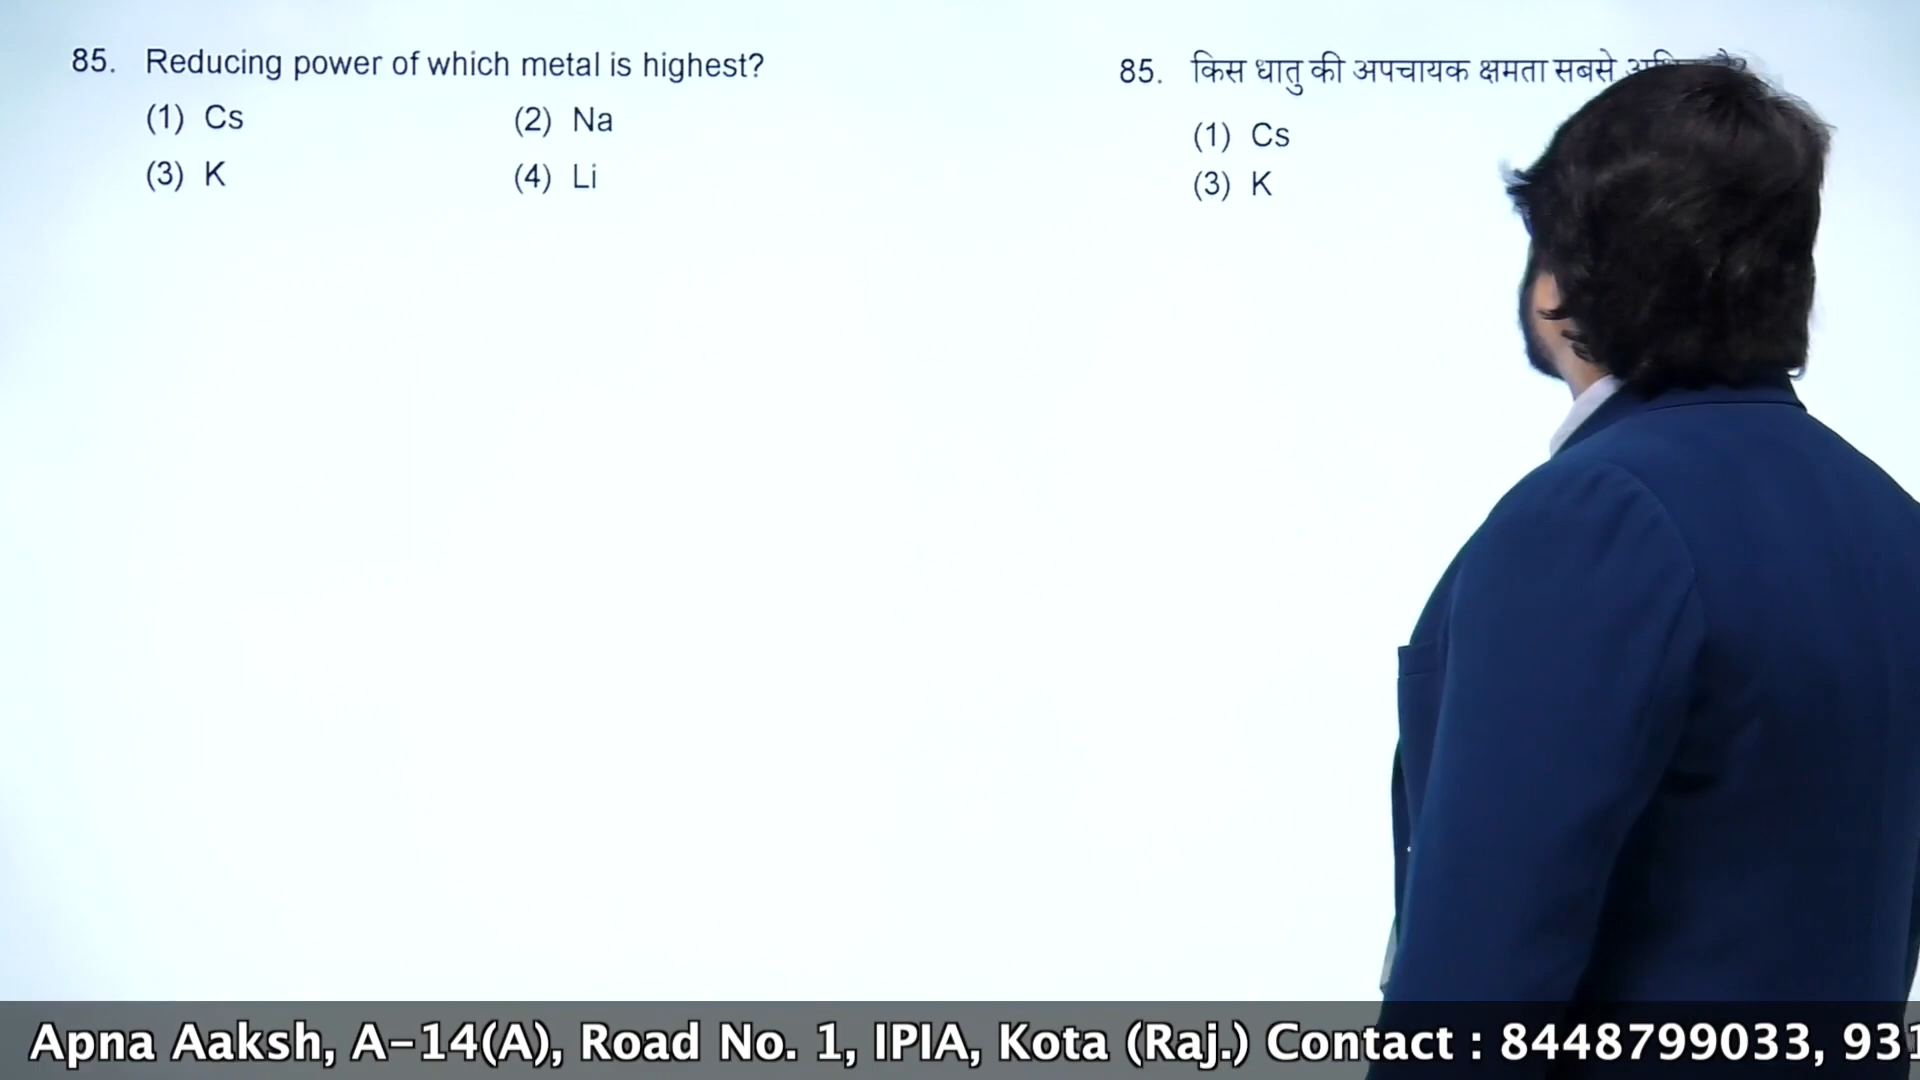 85. Reducing power of which metal is highest?
(1) Cs (2) Na
(3) K (4) Li
85. किस धातु की अपचायक क्षमता सबसे
(1) Cs
(3) K
Apna Aaksh, A-14(A), Road No. 1, IPIA, Kota (Raj.) Contact : 8448799033, 931